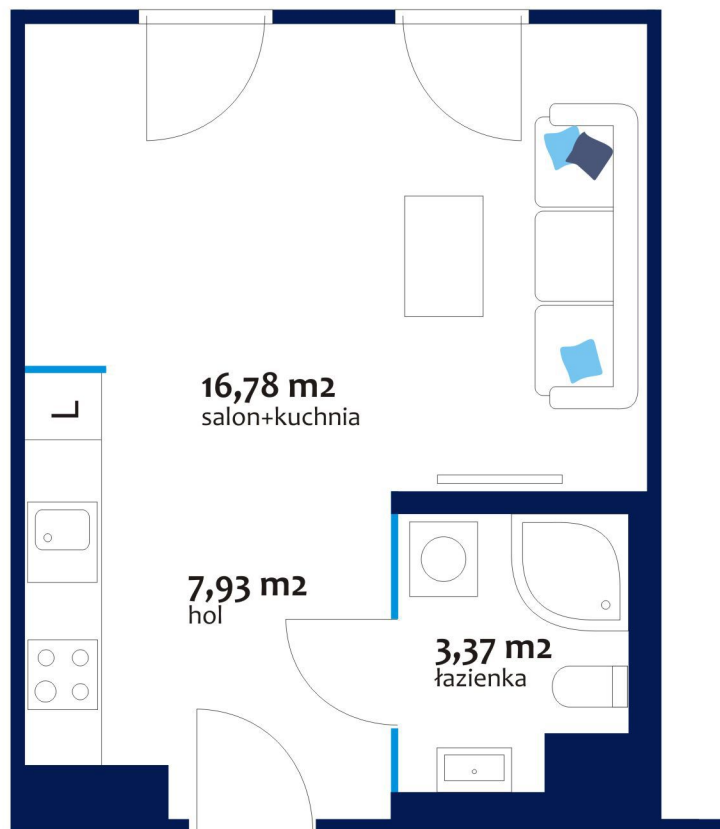 16,78 m2
salon+kuchnia
L
7,93 m2
hol
3,37 m2
łazienka